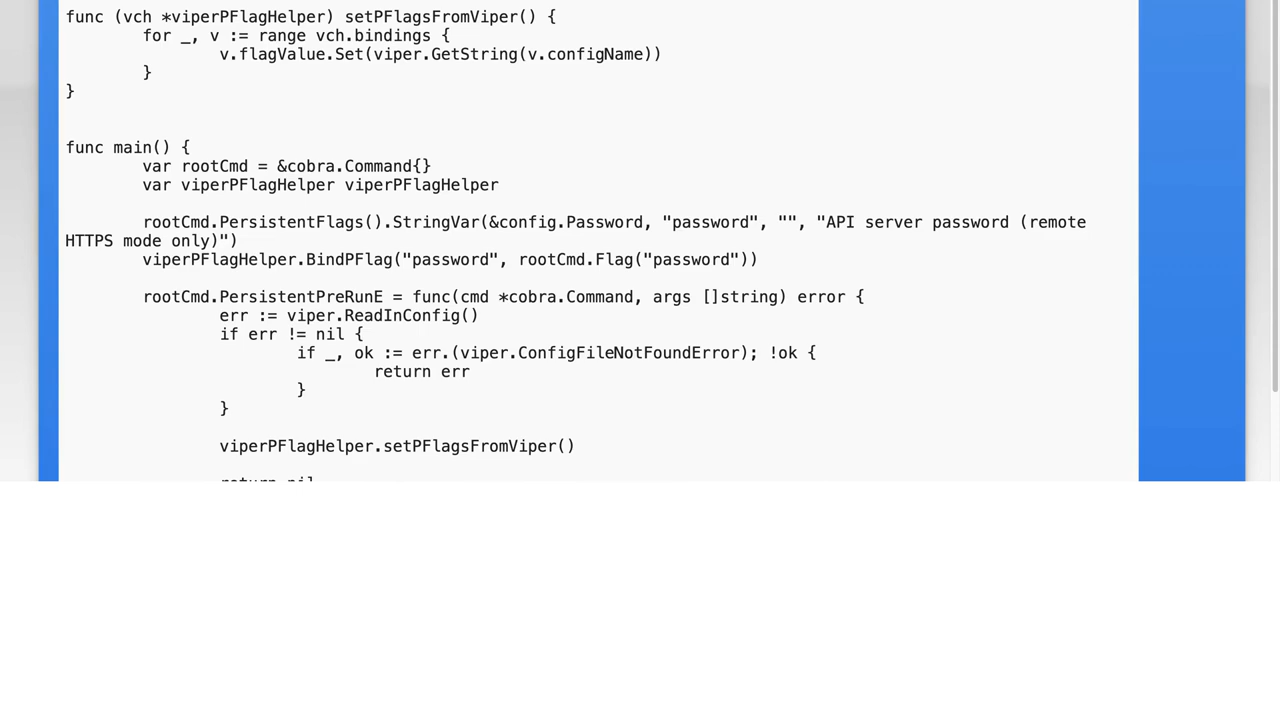 func (vch *viperPFlagHelper) setPFlagsFromViper() {
        for _, v := range vch.bindings {
                v.flagValue.Set(viper.GetString(v.configName))
        }
}
func main() {
        var rootCmd = &cobra.Command{}
        var viperPFlagHelper viperPFlagHelper
        rootCmd.PersistentFlags().StringVar(&config.Password, "password", "", "API server password (remote
HTTPS mode only)")
        viperPFlagHelper.BindPFlag("password", rootCmd.Flag("password"))
        rootCmd.PersistentPreRunE = func(cmd *cobra.Command, args []string) error {
                err := viper.ReadInConfig()
                if err != nil {
                        if _, ok := err.(viper.ConfigFileNotFoundError); !ok {
                                return err
                        }
                }
                viperPFlagHelper.setPFlagsFromViper()
                return nil